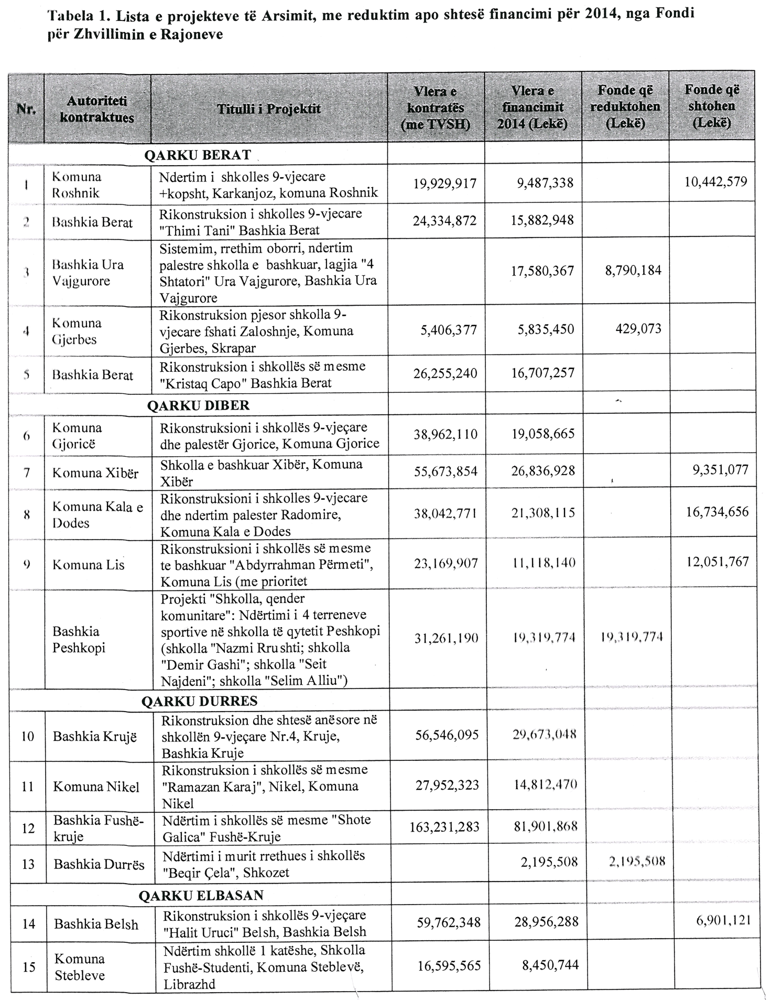 Tabela 1. Lista e projekteve të Arsimit, me reduktim apo shtesë financimi për 2014, nga Fondi
për Zhvillimin e Rajoneve
Nr.
Autoriteti
kontraktues
Titulli i Projektit
Vlera e
kontratës
(me TVSH)
Vlera e
financimit
2014 (Lekë)
Fonde që
reduktohen
(Lekë)
Fonde që
shtohen
(Lekë)
QARKU BERAT
1
Komuna
Roshnik
Ndertim i shkolles 9-vjecare
+kopsht, Karkanjoz, komuna Roshnik
19,929,917
9,487,338
10,442,579
2
Bashkia Berat
Rikonstruksion i shkolles 9-vjecare
"Thimi Tani" Bashkia Berat
24,334,872
15,882,948
3
Bashkia Ura
Vajgurore
Sistemim, rrethim oborri, ndertim
palestre shkolla e bashkuar, lagjia "4
Shtatori" Ura Vajgurore, Bashkia Ura
Vajgurore
17,580,367
8,790,184
4
Komuna
Gjerbes
Rikonstruksion pjesor shkolla 9-
vjecare fshati Zaloshnje, Komuna
Gjerbes, Skrapar
5,406,377
5,835,450
429,073
5
Bashkia Berat
Rikonstruksion i shkollës së mesme
"Kristaq Capo" Bashkia Berat
26,255,240
16,707,257
QARKU DIBER
6
Komuna
Gjoricë
Rikonstruksioni i shkollës 9-vjeçare
dhe palestër Gjorice, Komuna Gjorice
38,962,110
19,058,665
7
Komuna Xibër
Shkolla e bashkuar Xibër, Komuna
Xibër
55,673,854
26,836,928
9,351,077
8
Komuna Kala e
Dodes
Rikonstruksioni i shkolles 9-vjecare
dhe ndertim palester Radomire,
Komuna Kala e Dodes
38,042,771
21,308,115
16,734,656
9
Komuna Lis
Rikonstruksioni i shkollës së mesme
te bashkuar "Abdyrrahman Përmeti",
Komuna Lis (me prioritet
23,169,907
11,118,140
12,051,767
Bashkia
Peshkopi
Projekti "Shkolla, qender
komunitare": Ndërtimi i 4 terreneve
sportive në shkolla të qytetit Peshkopi
(shkolla "Nazmi Rrushti; shkolla
"Demir Gashi"; shkolla "Seit
Najdeni"; shkolla "Selim Alliu")
31,261,190
19,319,774
19,319,774
QARKU DURRES
10
Bashkia Krujë
Rikonstruksion dhe shtesë anësore në
shkollën 9-vjeçare Nr.4, Kruje,
Bashkia Kruje
56,546,095
29,673,048
11
Komuna Nikel
Rikonstruksion i shkollës së mesme
"Ramazan Karaj", Nikel, Komuna
Nikel
27,952,323
14,812,470
12
Bashkia Fushë-
kruje
Ndërtim i shkollës së mesme "Shote
Galica" Fushë-Kruje
163,231,283
81,901,868
13
Bashkia Durrës
Ndërtimi i murit rrethues i shkollës
"Beqir Çela", Shkozet
2,195,508
2,195,508
QARKU ELBASAN
14
Bashkia Belsh
Rikonstruksion i shkollës 9-vjeçare
"Halit Uruci" Belsh, Bashkia Belsh
59,762,348
28,956,288
6,901,121
15
Komuna
Stebleve
Ndërtim shkollë 1 katëshe, Shkolla
Fushë-Studenti, Komuna Steblevë,
Librazhd
16,595,565
8,450,744